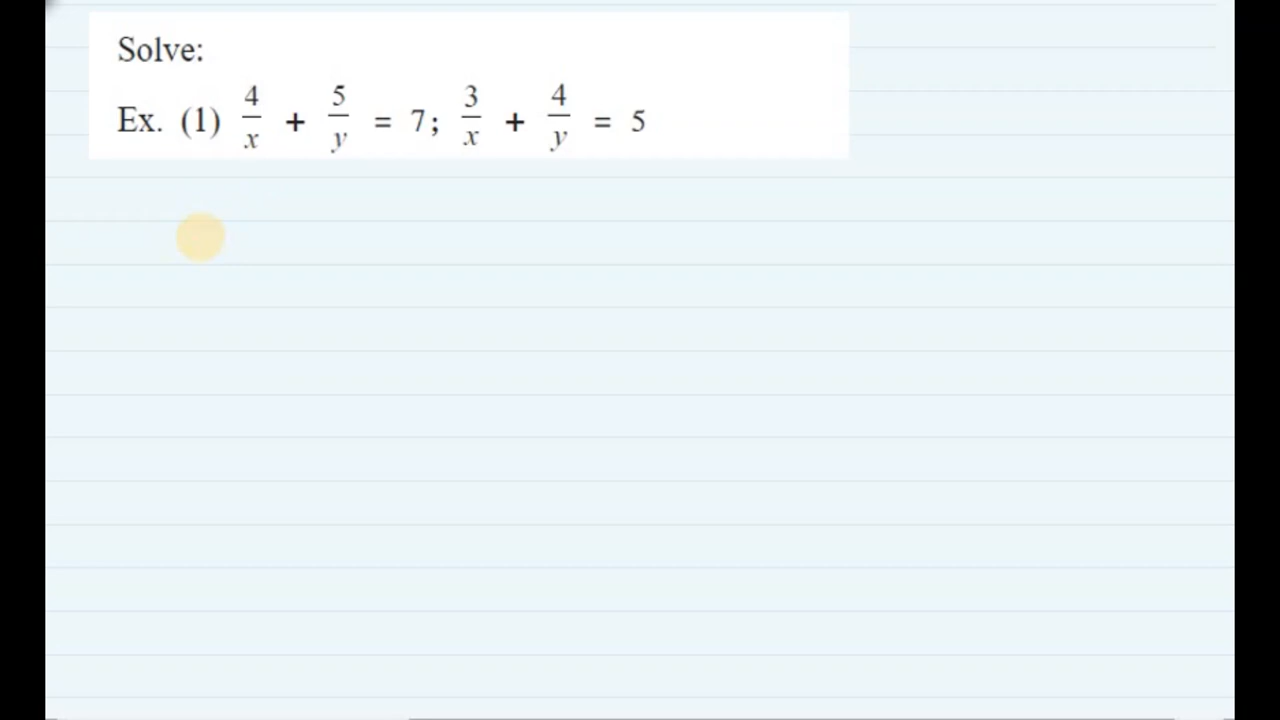 Solve:
Ex. (1) 4/x + 5/y = 7; 3/x + 4/y = 5